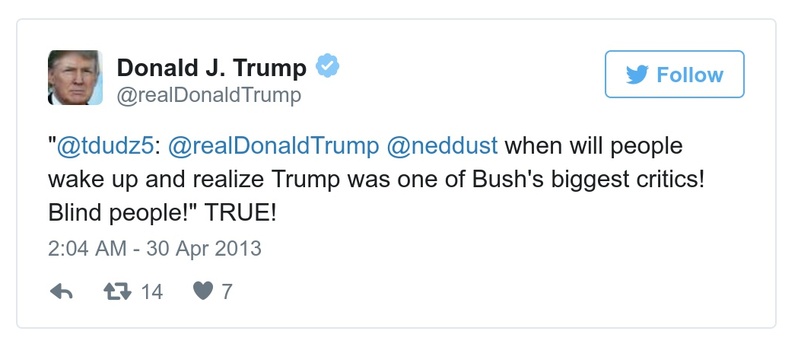 Donald J. Trump
@realDonaldTrump
Follow
"@tdudz5: @realDonaldTrump @neddust when will people
wake up and realize Trump was one of Bush's biggest critics!
Blind people!" TRUE!
2:04 AM - 30 Apr 2013
14 7